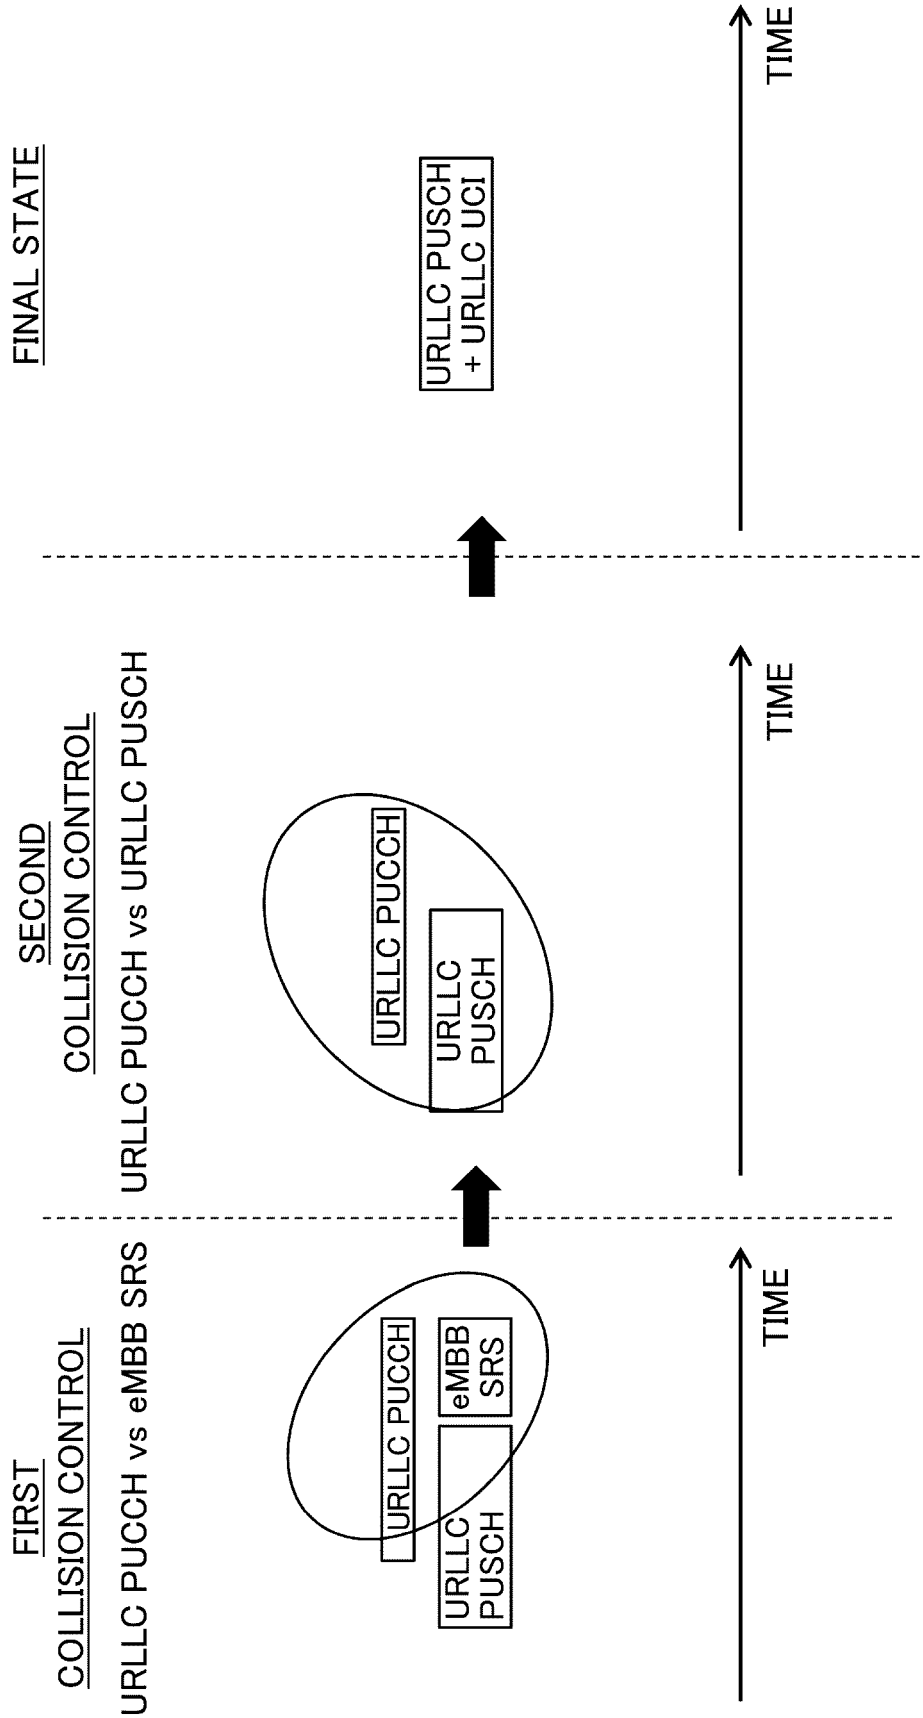 FIRST
COLLISION CONTROL
URLLC PUCCH vs eMBB SRS
URLLC PUCCH
URLLC
PUSCH
eMBB
SRS
TIME
SECOND
COLLISION CONTROL
URLLC PUCCH vs URLLC PUSCH
URLLC PUCCH
URLLC
PUSCH
TIME
FINAL STATE
URLLC PUSCH
+ URLLC UCI
TIME